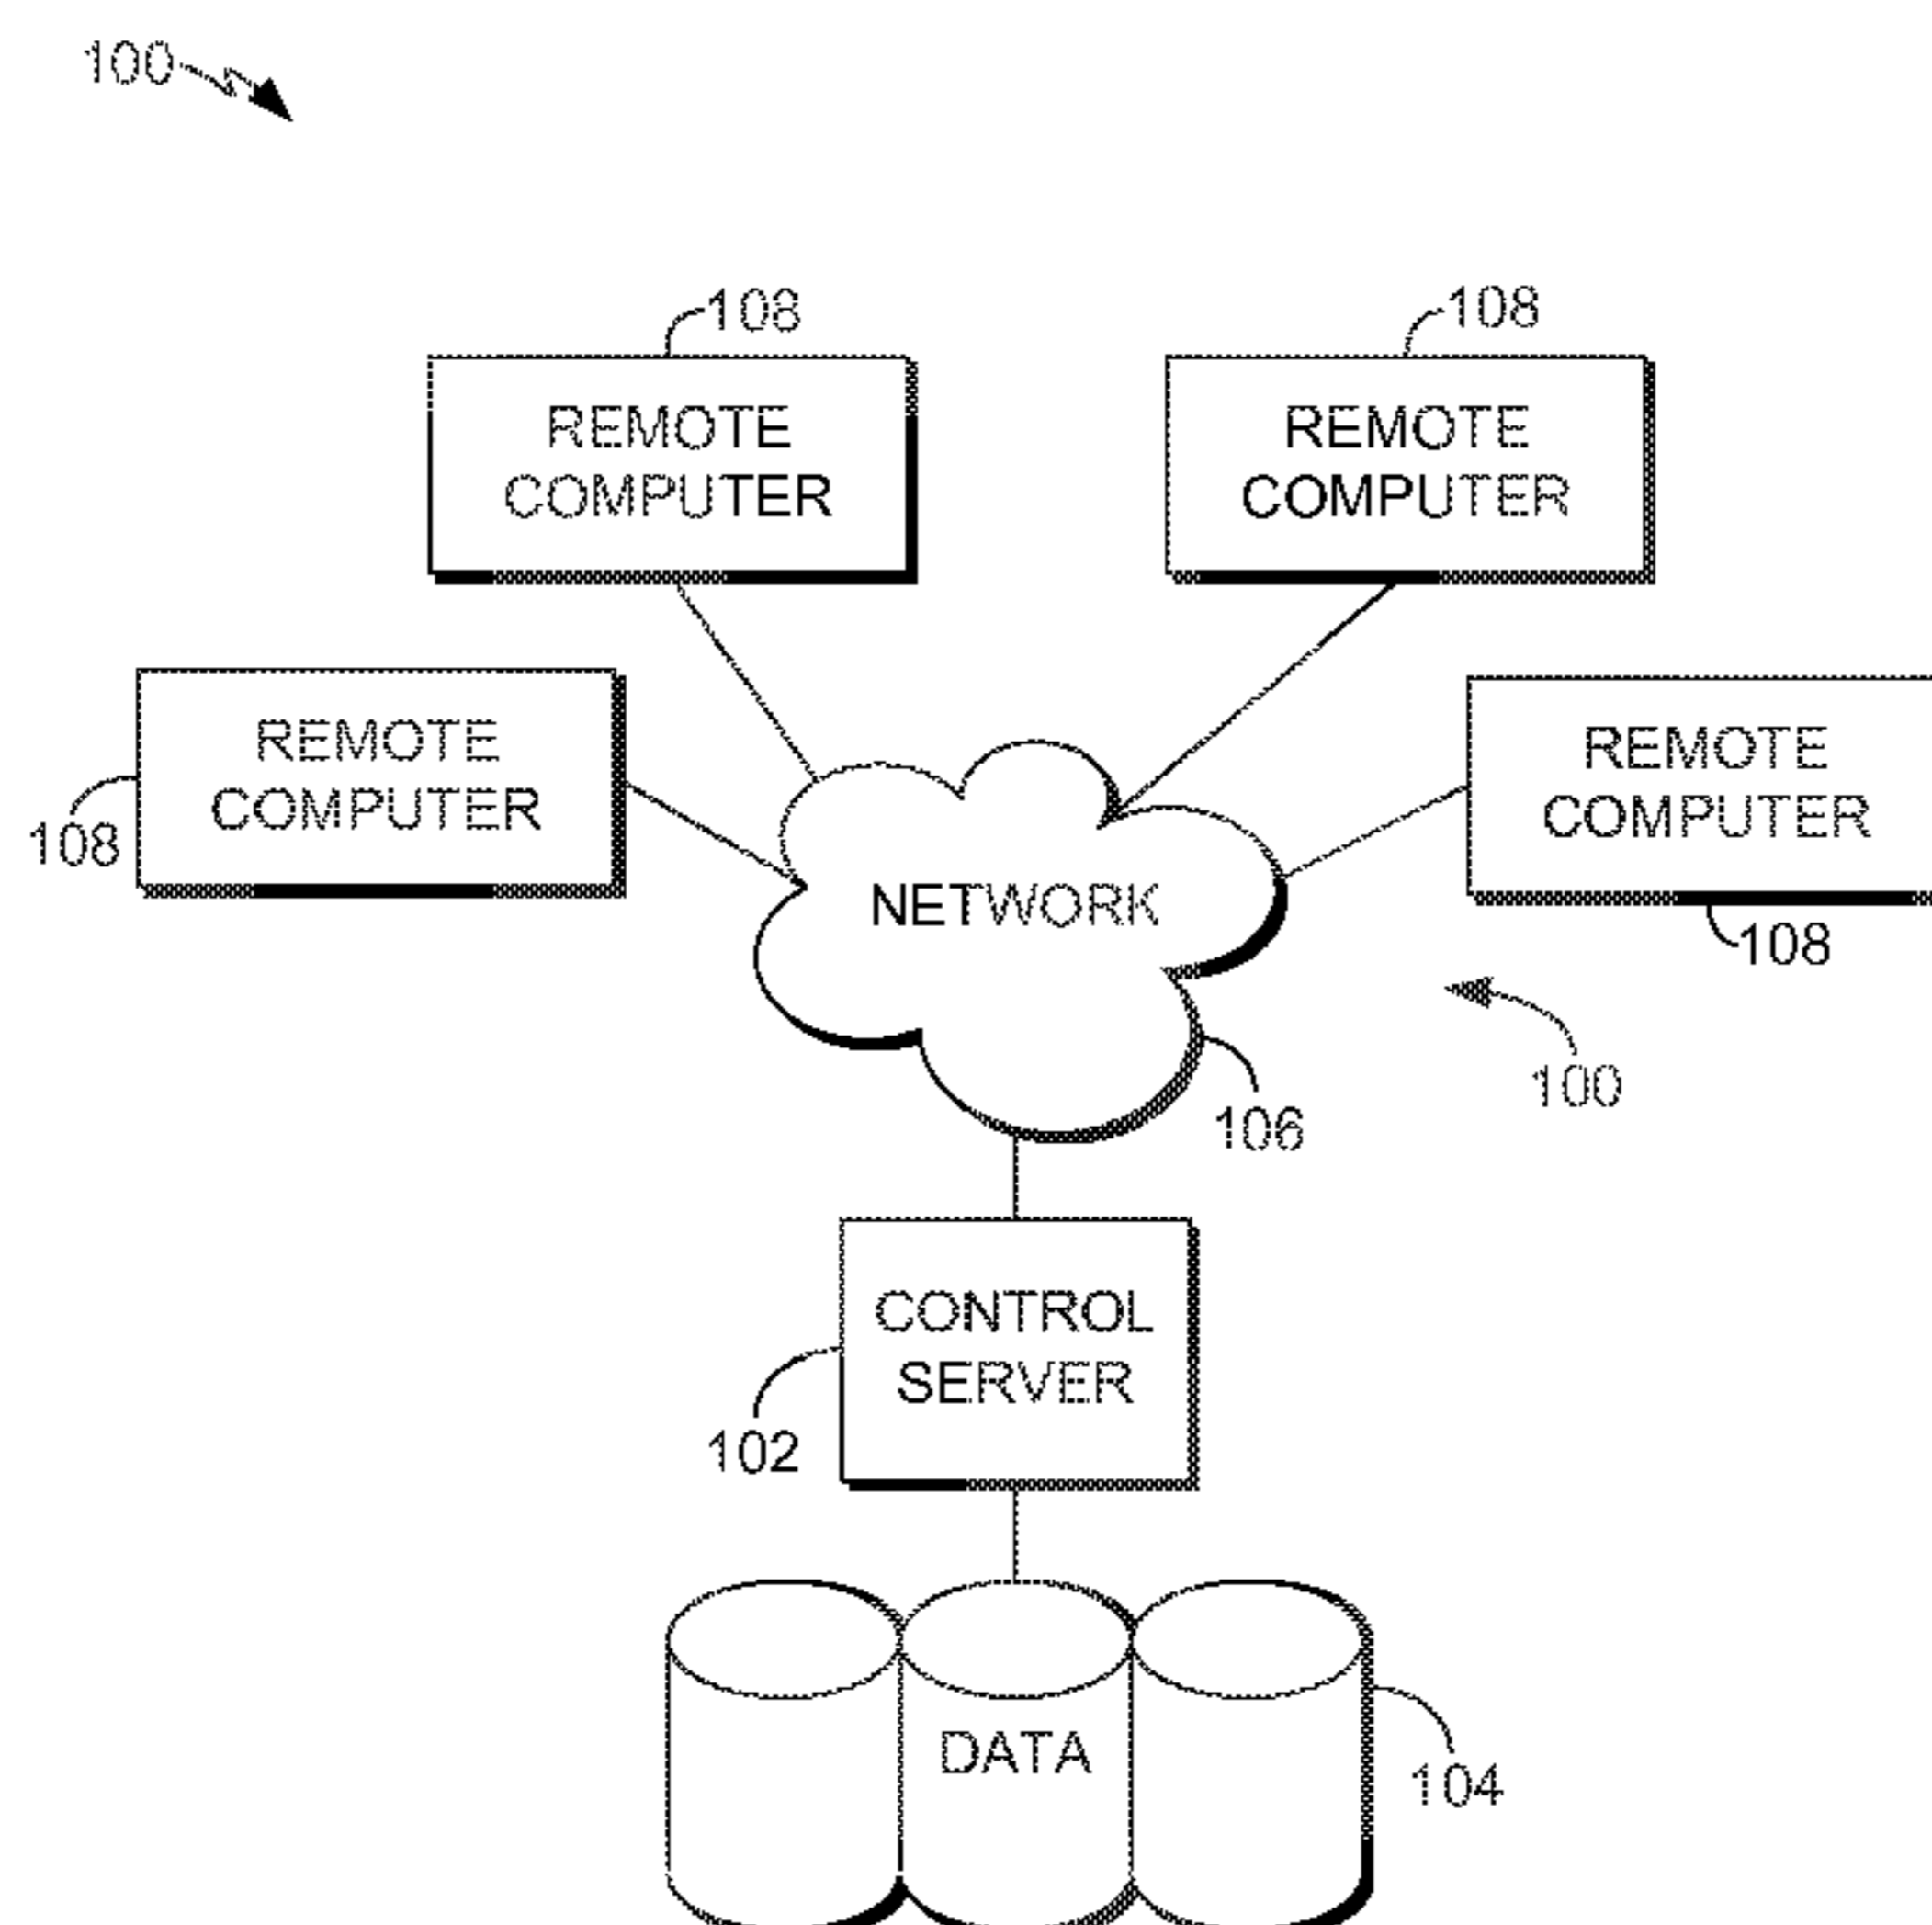 100
108
108
REMOTE
COMPUTER
REMOTE
COMPUTER
REMOTE
COMPUTER
108
REMOTE
COMPUTER
108
NETWORK
100
106
CONTROL
SERVER
102
DATA
104